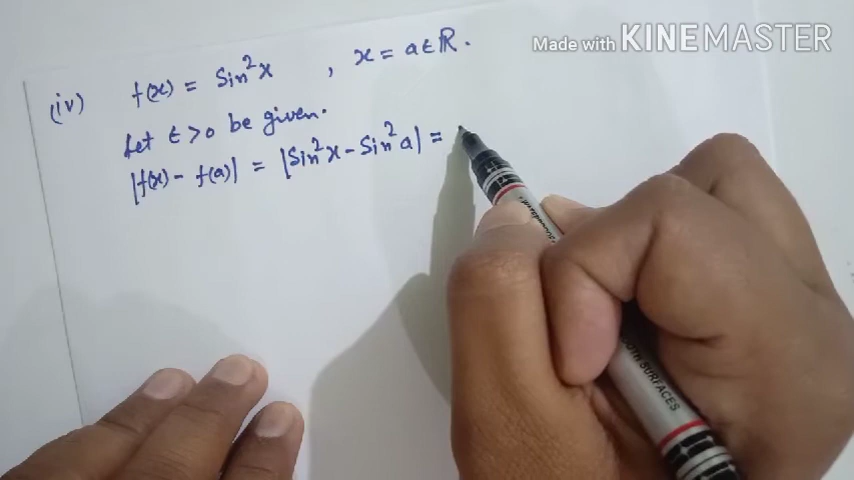 Made with KINEMASTER
(iv) f(x) = Sin²x , x = a ∈ ℝ.
Let ϵ > 0 be given.
|f(x) - f(a)| = |Sin²x - Sin²a| =